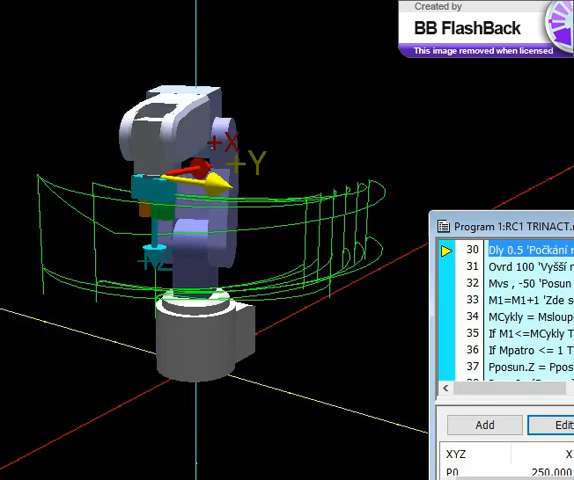 Created by
BB FlashBack
This image removed when licensed
+X
+Y
+Z
Program 1:RC1 TRINACT.
30 Dly 0.5 'Počkání
31 Ovrd 100 'Vyšší
32 Mvs , -50 'Posun
33 M1=M1+1 'Zde s
34 MCykly = Msloup
35 If M1<=MCykly T
36 If Mpatro <= 1 T
37 Pposun.Z = Ppos
Add
Edit
XYZ X
P0 250.000